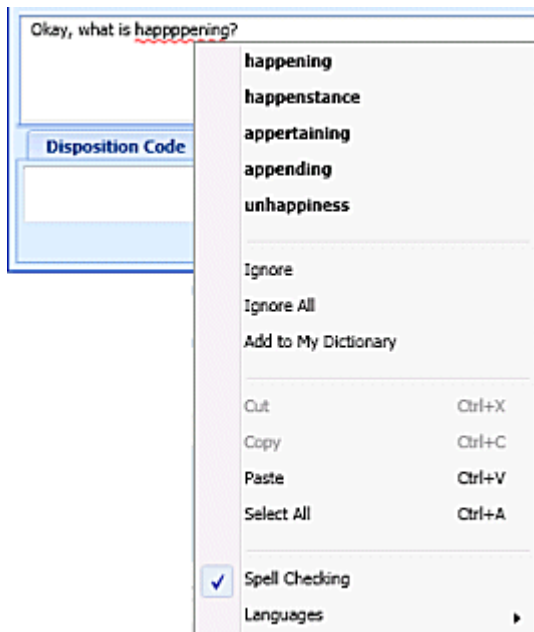 Okay, what is happppening?
happening
happenstance
appertaining
Disposition Code
appending
unhappiness
Ignore
Ignore All
Add to My Dictionary
Cut Ctrl+X
Copy Ctrl+C
Paste Ctrl+V
Select All Ctrl+A
Spell Checking
Languages